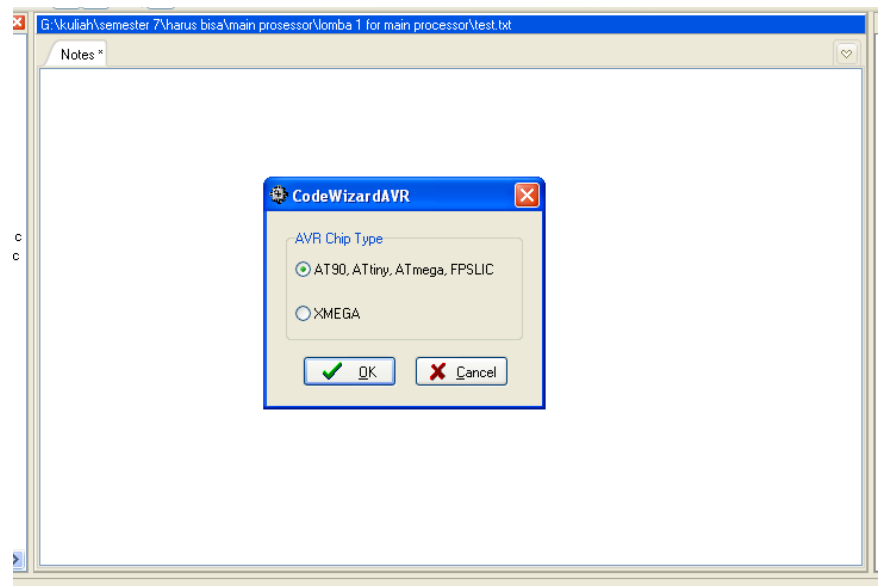 G:\kuliah\semester 7\harus bisa\main prosessor\lomba 1 for main processor\test.txt
Notes *
CodeWizardAVR
AVR Chip Type
AT90, ATtiny, ATmega, FPSLIC
XMEGA
OK
Cancel
c
c